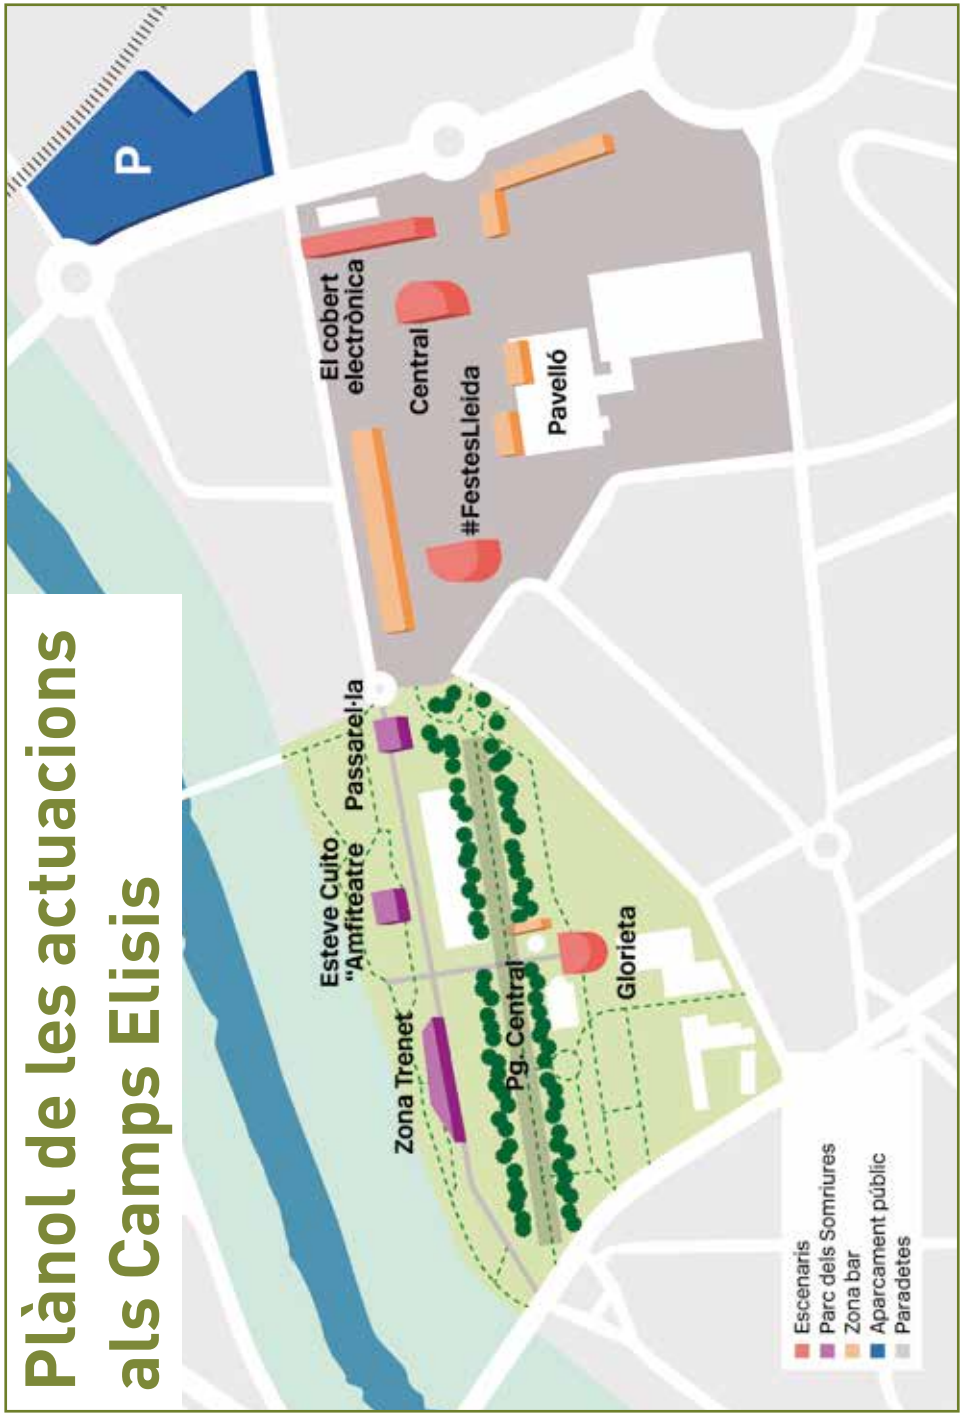 Plànol de les actuacions
als Camps Elisis
P
El cobert
electrònica
Central
#FestesLleida
Pavelló
Passarel·la
Esteve Cuito
“Amfiteatre
Zona Trenet
Pg. Central
Glorieta
Escenaris
Parc dels Somriures
Zona bar
Aparcament públic
Paradetes